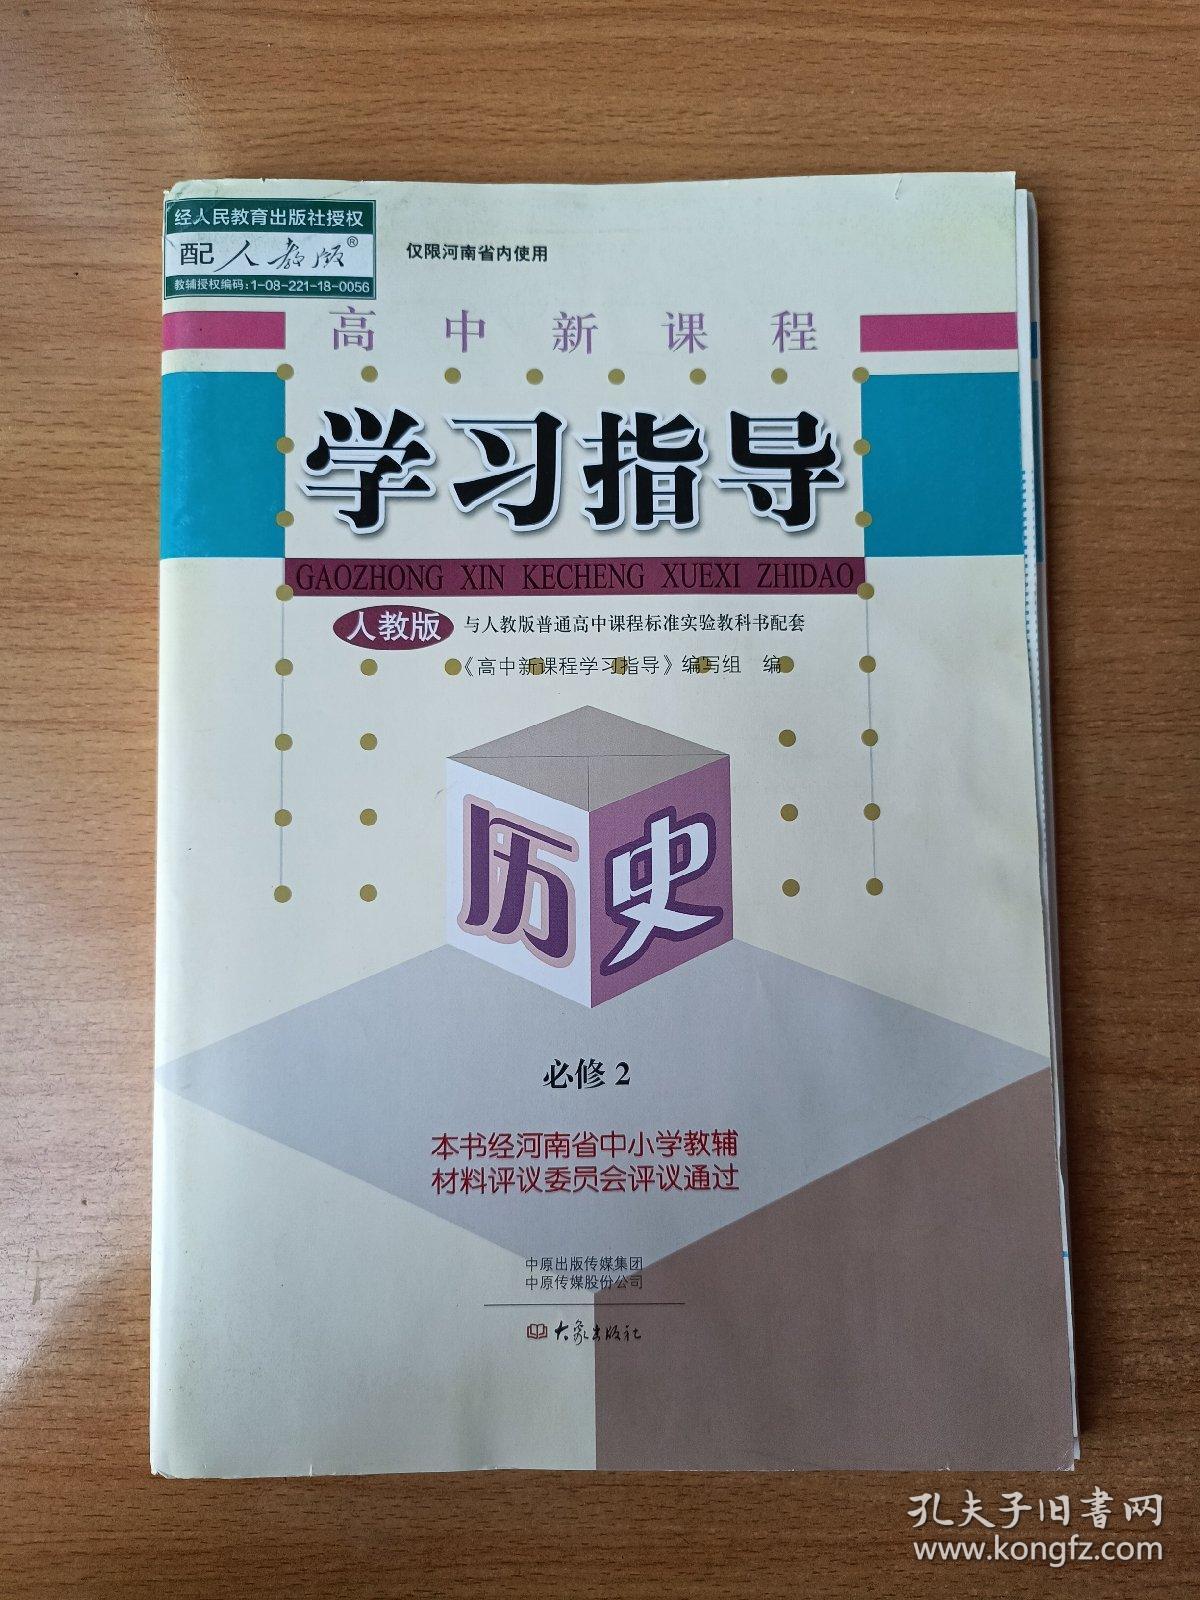 经人民教育出版社授权
配人教版®
教辅授权编码：1-08-221-18-0056
仅限河南省内使用
高中新课程
学习指导
GAOZHONG XIN KECHENG XUEXI ZHIDAO
人教版
与人教版普通高中课程标准实验教科书配套
《高中新课程学习指导》编写组 编
历史
必修 2
本书经河南省中小学教辅
材料评议委员会评议通过
中原出版传媒集团
中原传媒股份公司
大象出版社
孔夫子旧书网
www.kongfz.com